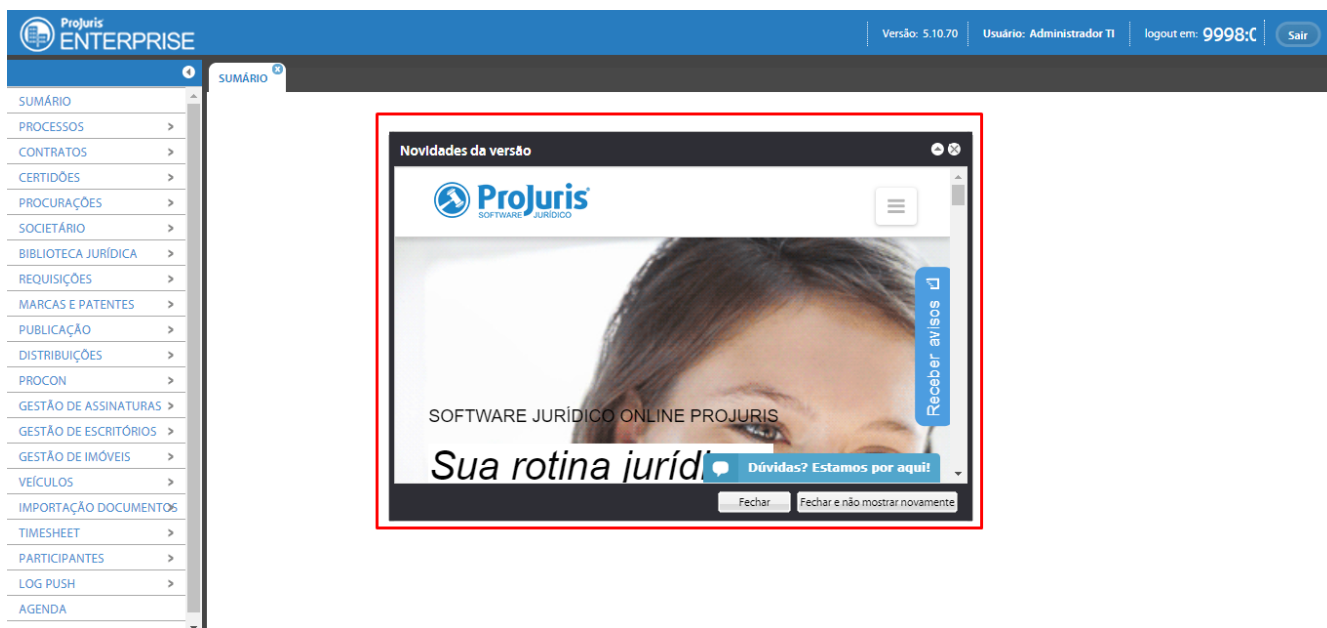 ProJuris
ENTERPRISE
Versão: 5.10.70
Usuário: Administrador TI
logout em: 9998:0
Sair
SUMÁRIO
SUMÁRIO
PROCESSOS
CONTRATOS
CERTIDÕES
PROCURAÇÕES
SOCIETÁRIO
BIBLIOTECA JURÍDICA
REQUISIÇÕES
MARCAS E PATENTES
PUBLICAÇÃO
DISTRIBUIÇÕES
PROCON
GESTÃO DE ASSINATURAS
GESTÃO DE ESCRITÓRIOS
GESTÃO DE IMÓVEIS
VEÍCULOS
IMPORTAÇÃO DOCUMENTOS
TIMESHEET
PARTICIPANTES
LOG PUSH
AGENDA
Novidades da versão
ProJuris®
SOFTWARE JURÍDICO
Receber avisos
SOFTWARE JURÍDICO ONLINE PROJURIS
Sua rotina jurídi
Dúvidas? Estamos por aqui!
Fechar
Fechar e não mostrar novamente